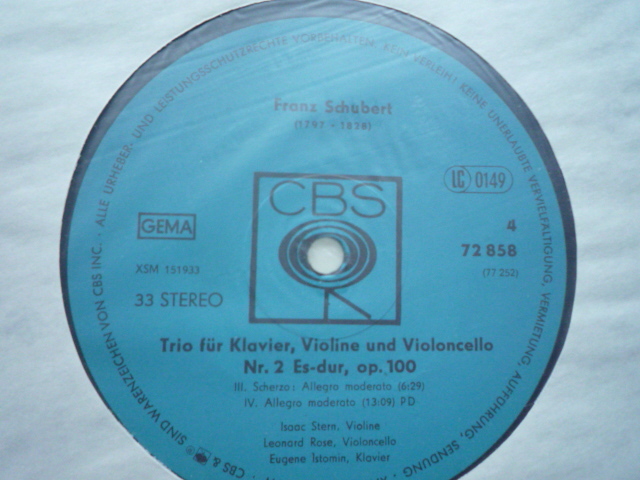 ALLE URHEBER- UND LEISTUNGSSCHUTZRECHTE VORBEHALTEN · KEIN VERLEIH! KEINE UNERLAUBTE VERVIELFÄLTIGUNG, VERMIETUNG, AUFFÜHRUNG, SENDUNG
Franz Schubert
(1797 - 1828)
CBS
GEMA
LC 0149
4
72 858
(77 252)
XSM 151933
33 STEREO
Trio für Klavier, Violine und Violoncello
Nr. 2 Es-dur, op. 100
III. Scherzo: Allegro moderato (6:29)
IV. Allegro moderato (13:09) PD
Isaac Stern, Violine
Leonard Rose, Violoncello
Eugene Istomin, Klavier
CBS & SIND WARENZEICHEN VON CBS INC. ·